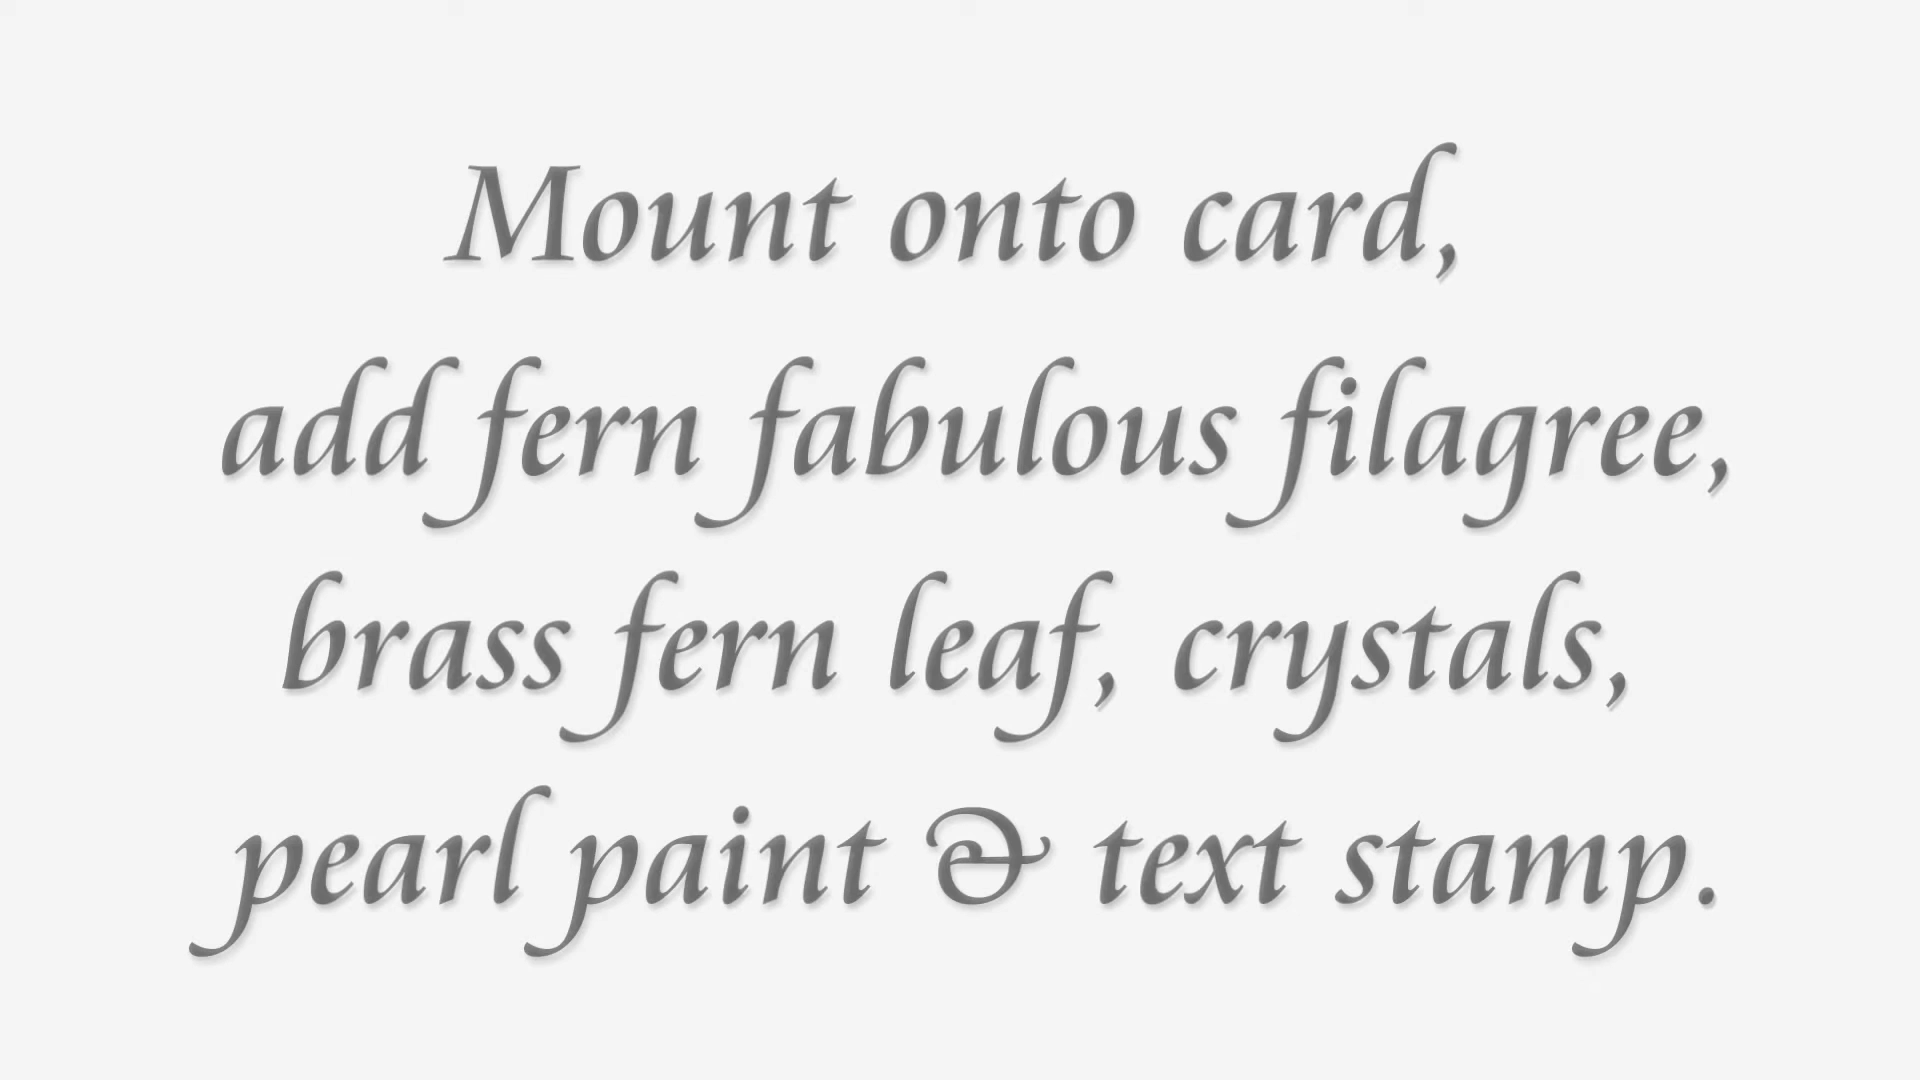 Mount onto card,
add fern fabulous filagree,
brass fern leaf, crystals,
pearl paint & text stamp.